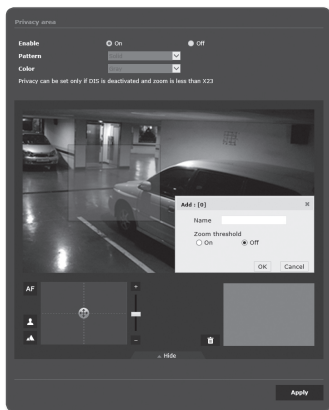 Privacy area
Enable On Off
Pattern Solid
Color
Privacy can be set only if DIS is deactivated and zoom is less than X23
Add : [0] ×
Name
Zoom threshold
On Off
OK Cancel
AF
+
−
Hide
Apply